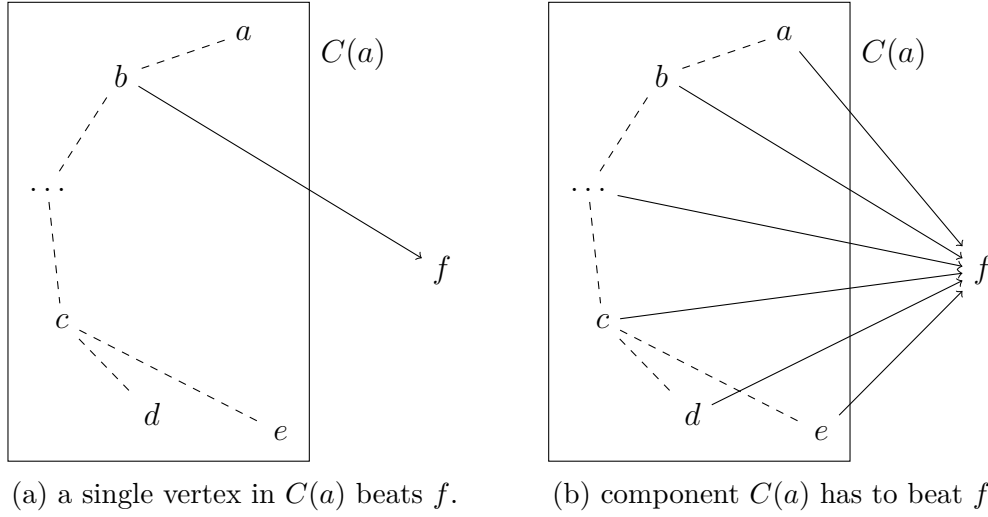 a
C(a)
b
...
f
c
d
e
(a) a single vertex in C(a) beats f.
a
C(a)
b
...
f
c
d
e
(b) component C(a) has to beat f